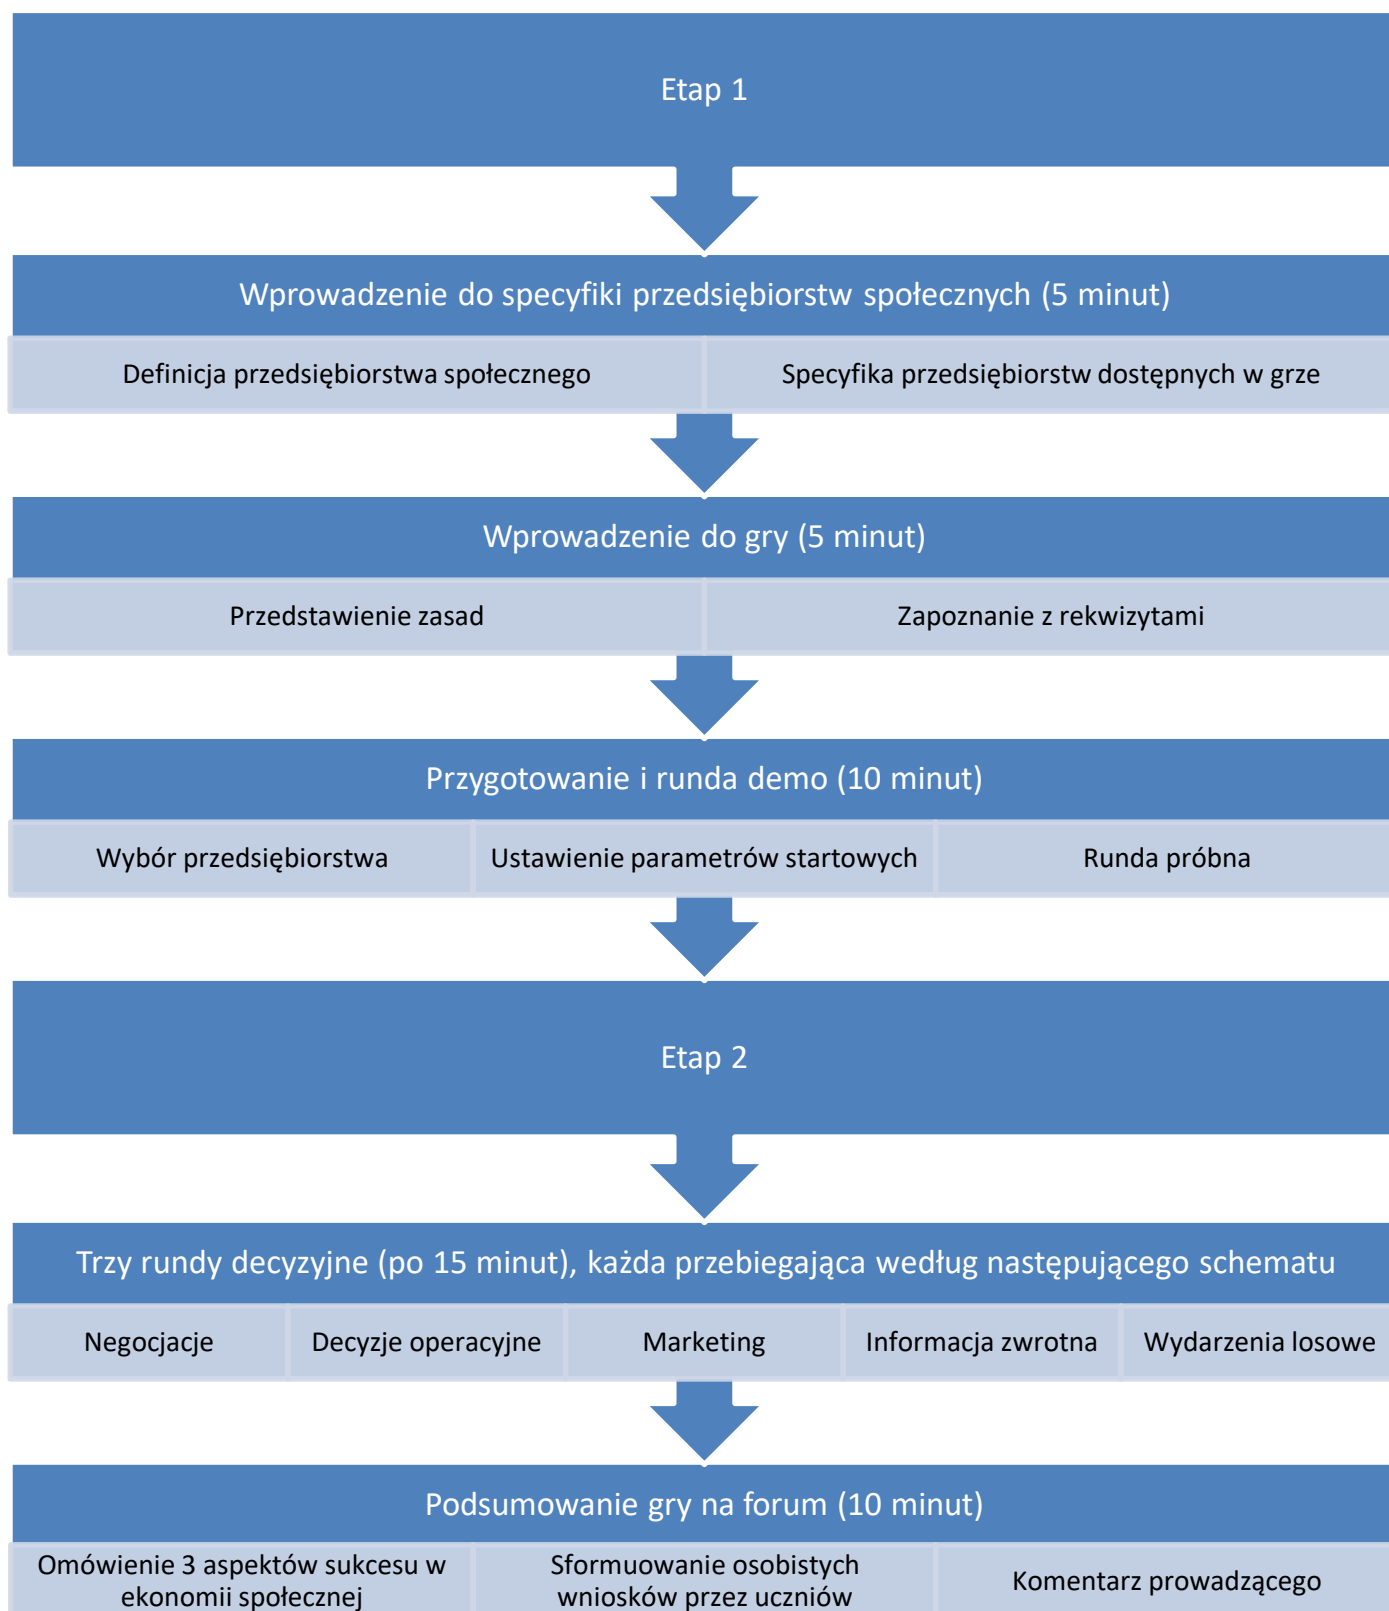 Etap 1
Wprowadzenie do specyfiki przedsiębiorstw społecznych (5 minut)
Definicja przedsiębiorstwa społecznego
Specyfika przedsiębiorstw dostępnych w grze
Wprowadzenie do gry (5 minut)
Przedstawienie zasad
Zapoznanie z rekwizytami
Przygotowanie i runda demo (10 minut)
Wybór przedsiębiorstwa
Ustawienie parametrów startowych
Runda próbna
Etap 2
Trzy rundy decyzyjne (po 15 minut), każda przebiegająca według następującego schematu
Negocjacje
Decyzje operacyjne
Marketing
Informacja zwrotna
Wydarzenia losowe
Podsumowanie gry na forum (10 minut)
Omówienie 3 aspektów sukcesu w
ekonomii społecznej
Sformuowanie osobistych
wniosków przez uczniów
Komentarz prowadzącego